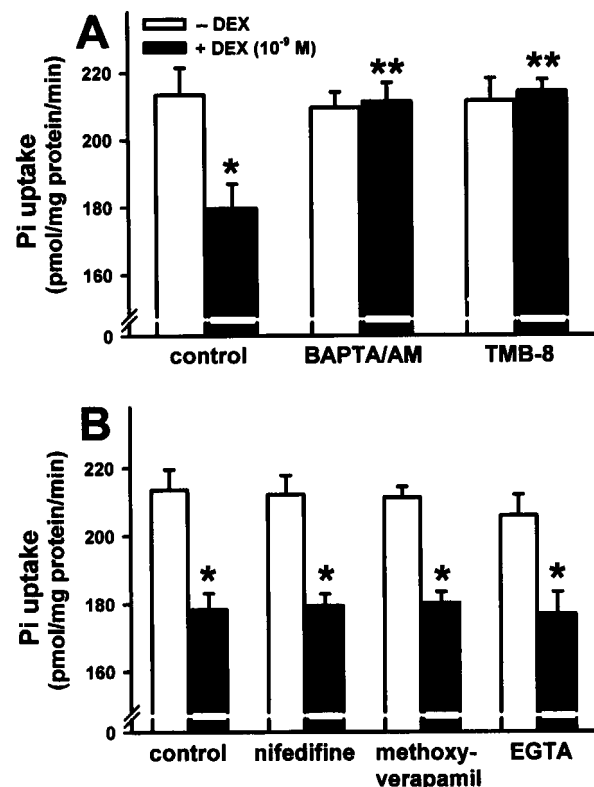 A
– DEX
+ DEX (10⁻⁹ M)
Pi uptake
(pmol/mg protein/min)
220
200
180
160
0
*
**
**
control BAPTA/AM TMB-8
B
Pi uptake
(pmol/mg protein/min)
220
200
180
160
0
* * * *
control nifedifine methoxy- EGTA
verapamil